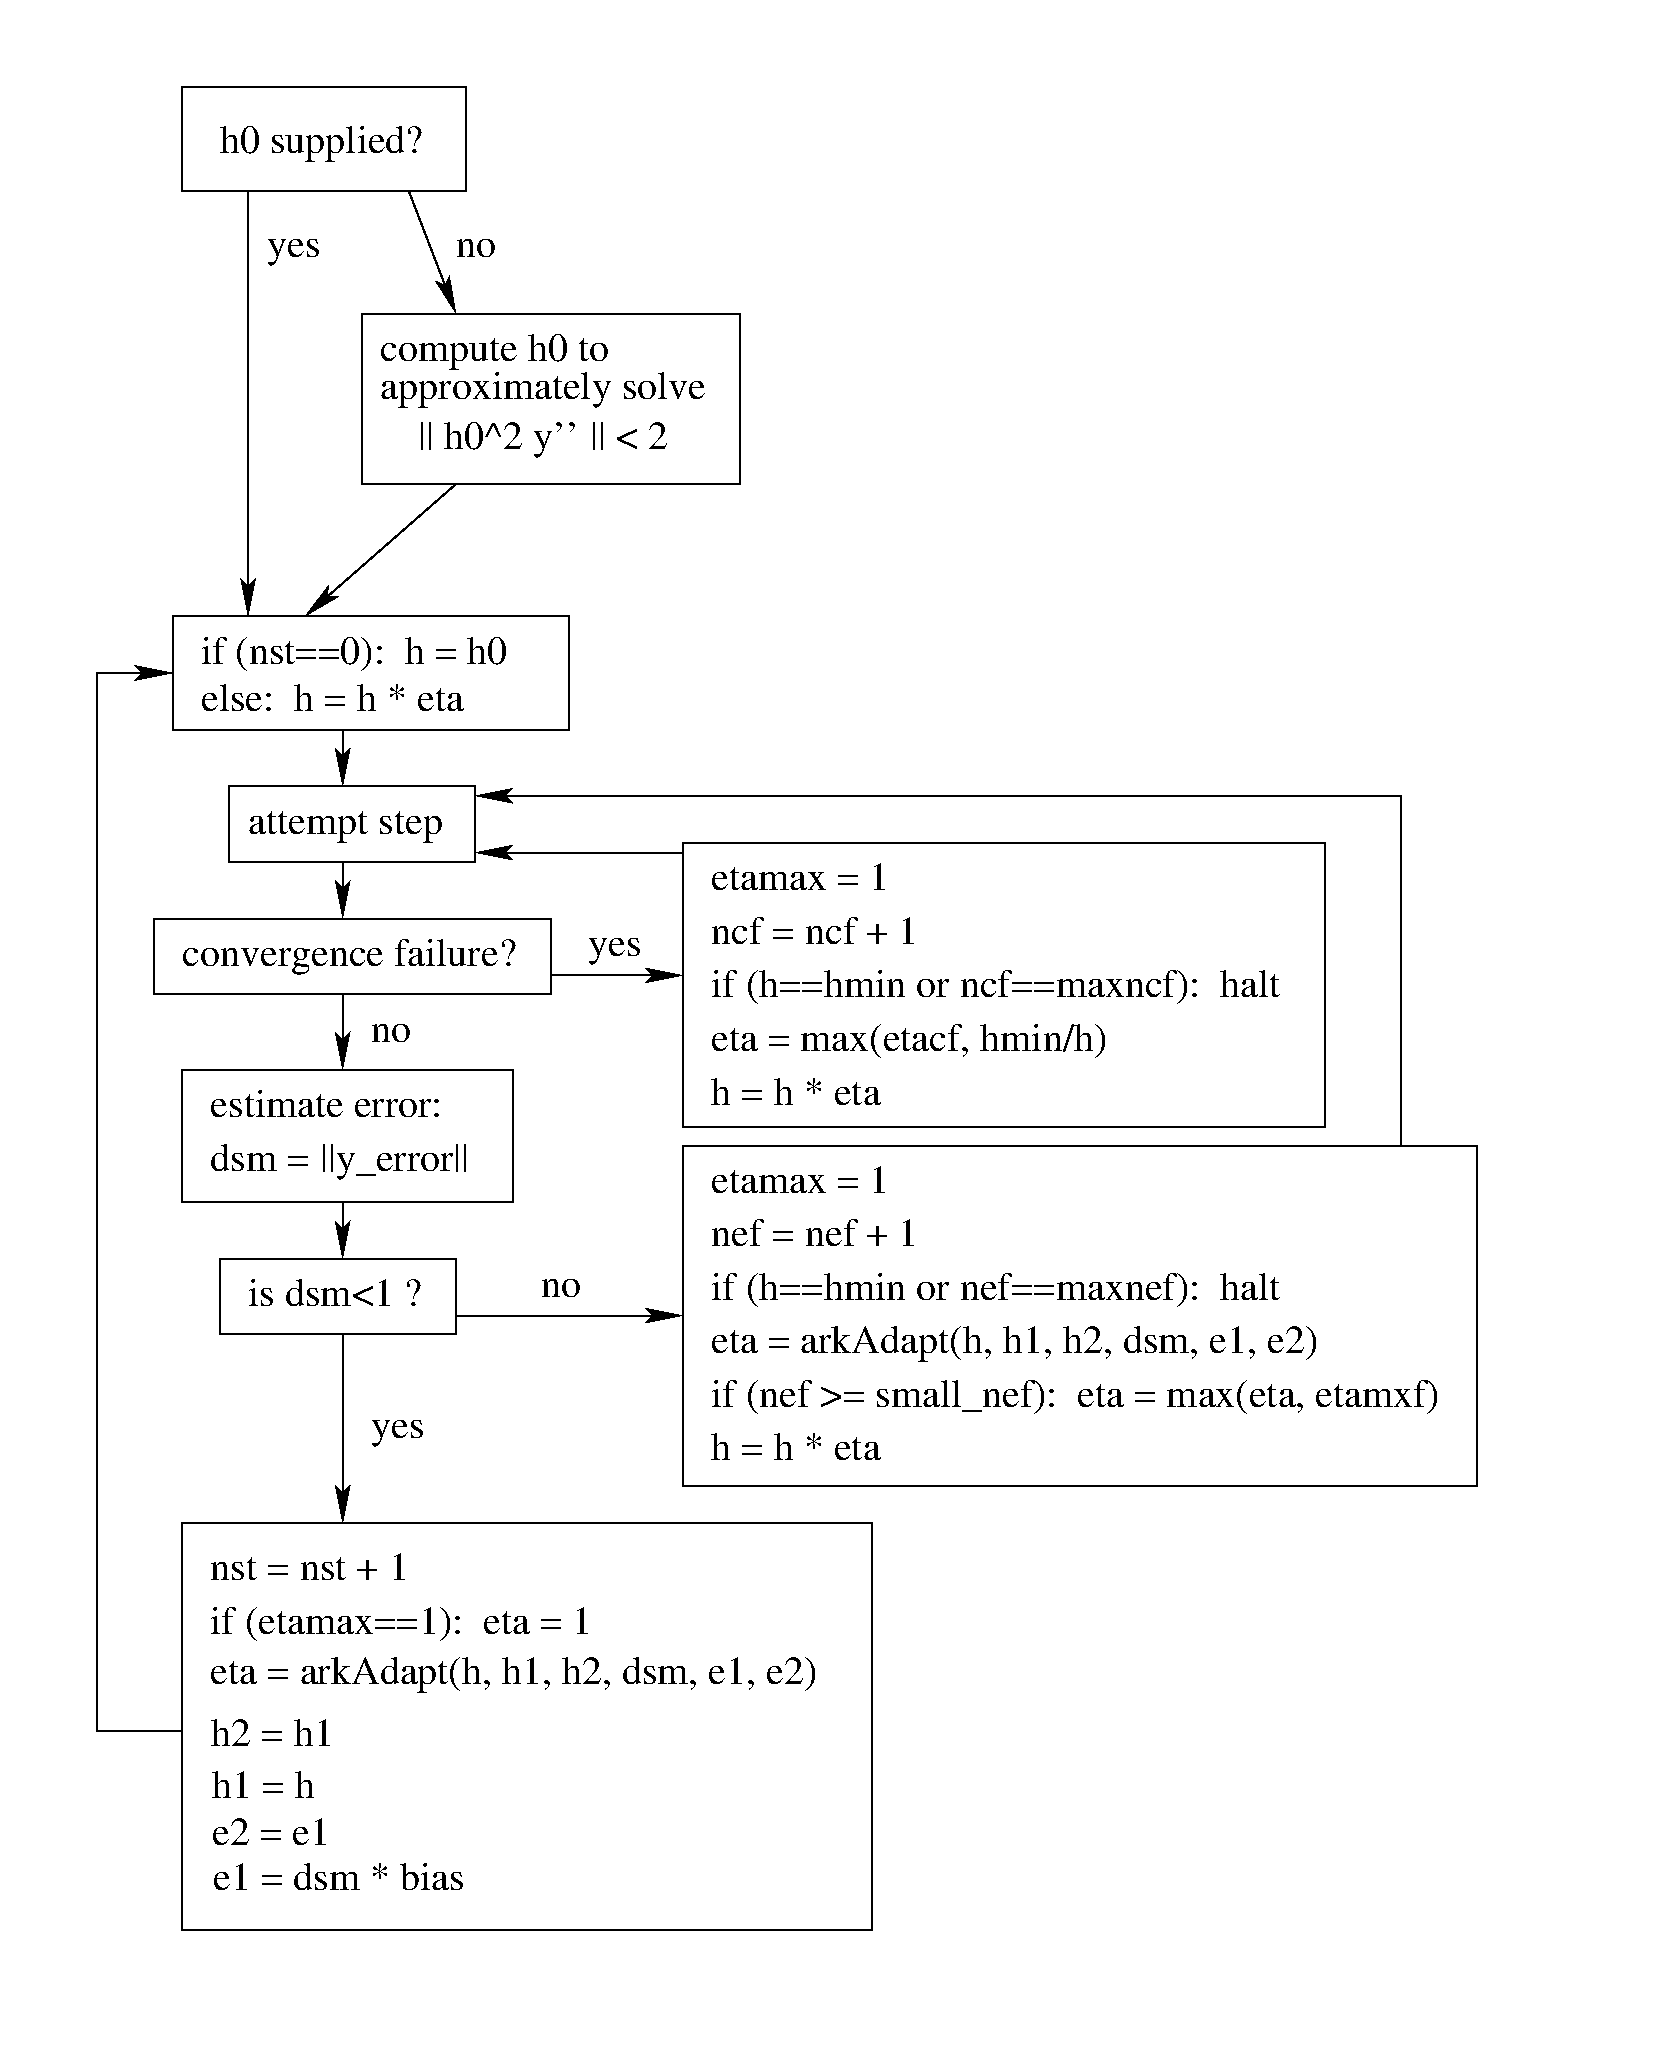 h0 supplied?
yes
no
compute h0 to
approximately solve
|| h0^2 y’’ || < 2
if (nst==0):  h = h0
else:  h = h * eta
attempt step
convergence failure?
yes
etamax = 1
ncf = ncf + 1
if (h==hmin or ncf==maxncf):  halt
eta = max(etacf, hmin/h)
h = h * eta
no
estimate error:
dsm = ||y_error||
is dsm<1 ?
no
etamax = 1
nef = nef + 1
if (h==hmin or nef==maxnef):  halt
eta = arkAdapt(h, h1, h2, dsm, e1, e2)
if (nef >= small_nef):  eta = max(eta, etamxf)
h = h * eta
yes
nst = nst + 1
if (etamax==1):  eta = 1
eta = arkAdapt(h, h1, h2, dsm, e1, e2)
h2 = h1
h1 = h
e2 = e1
e1 = dsm * bias